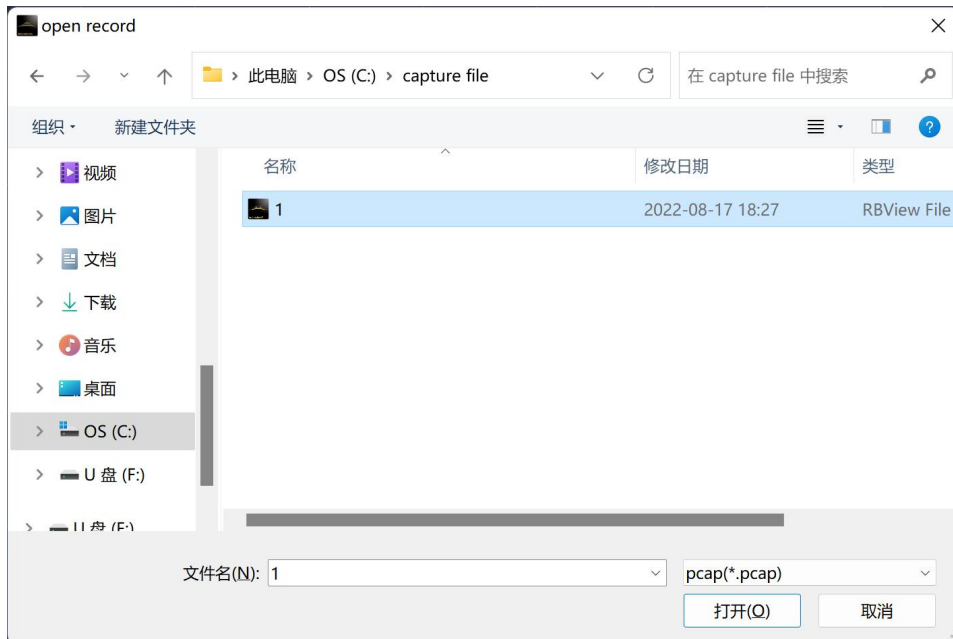 open record
此电脑 OS (C:) capture file
在 capture file 中搜索
组织
新建文件夹
名称 修改日期 类型
视频
图片
文档
下载
音乐
桌面
OS (C:)
U 盘 (F:)
U 盘 (F:)
1 2022-08-17 18:27 RBView File
文件名(N): 1
pcap(*.pcap)
打开(O) 取消